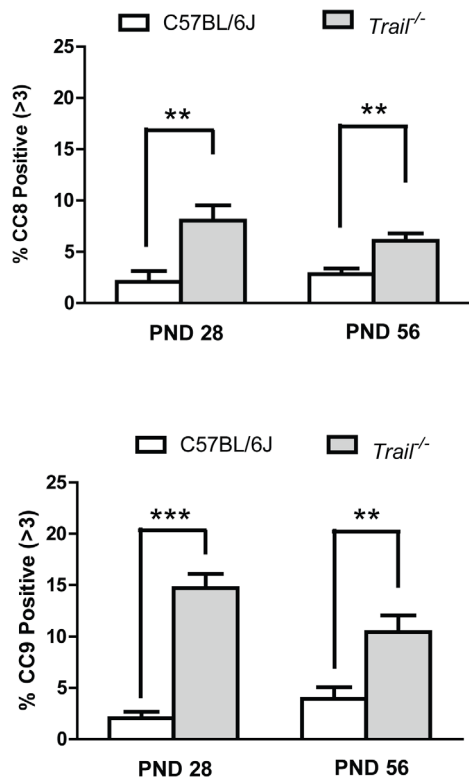 C57BL/6J Trail-/-
% CC8 Positive (>3)
25
20
15
10
5
0
** **
PND 28 PND 56
C57BL/6J Trail-/-
% CC9 Positive (>3)
25
20
15
10
5
0
*** **
PND 28 PND 56